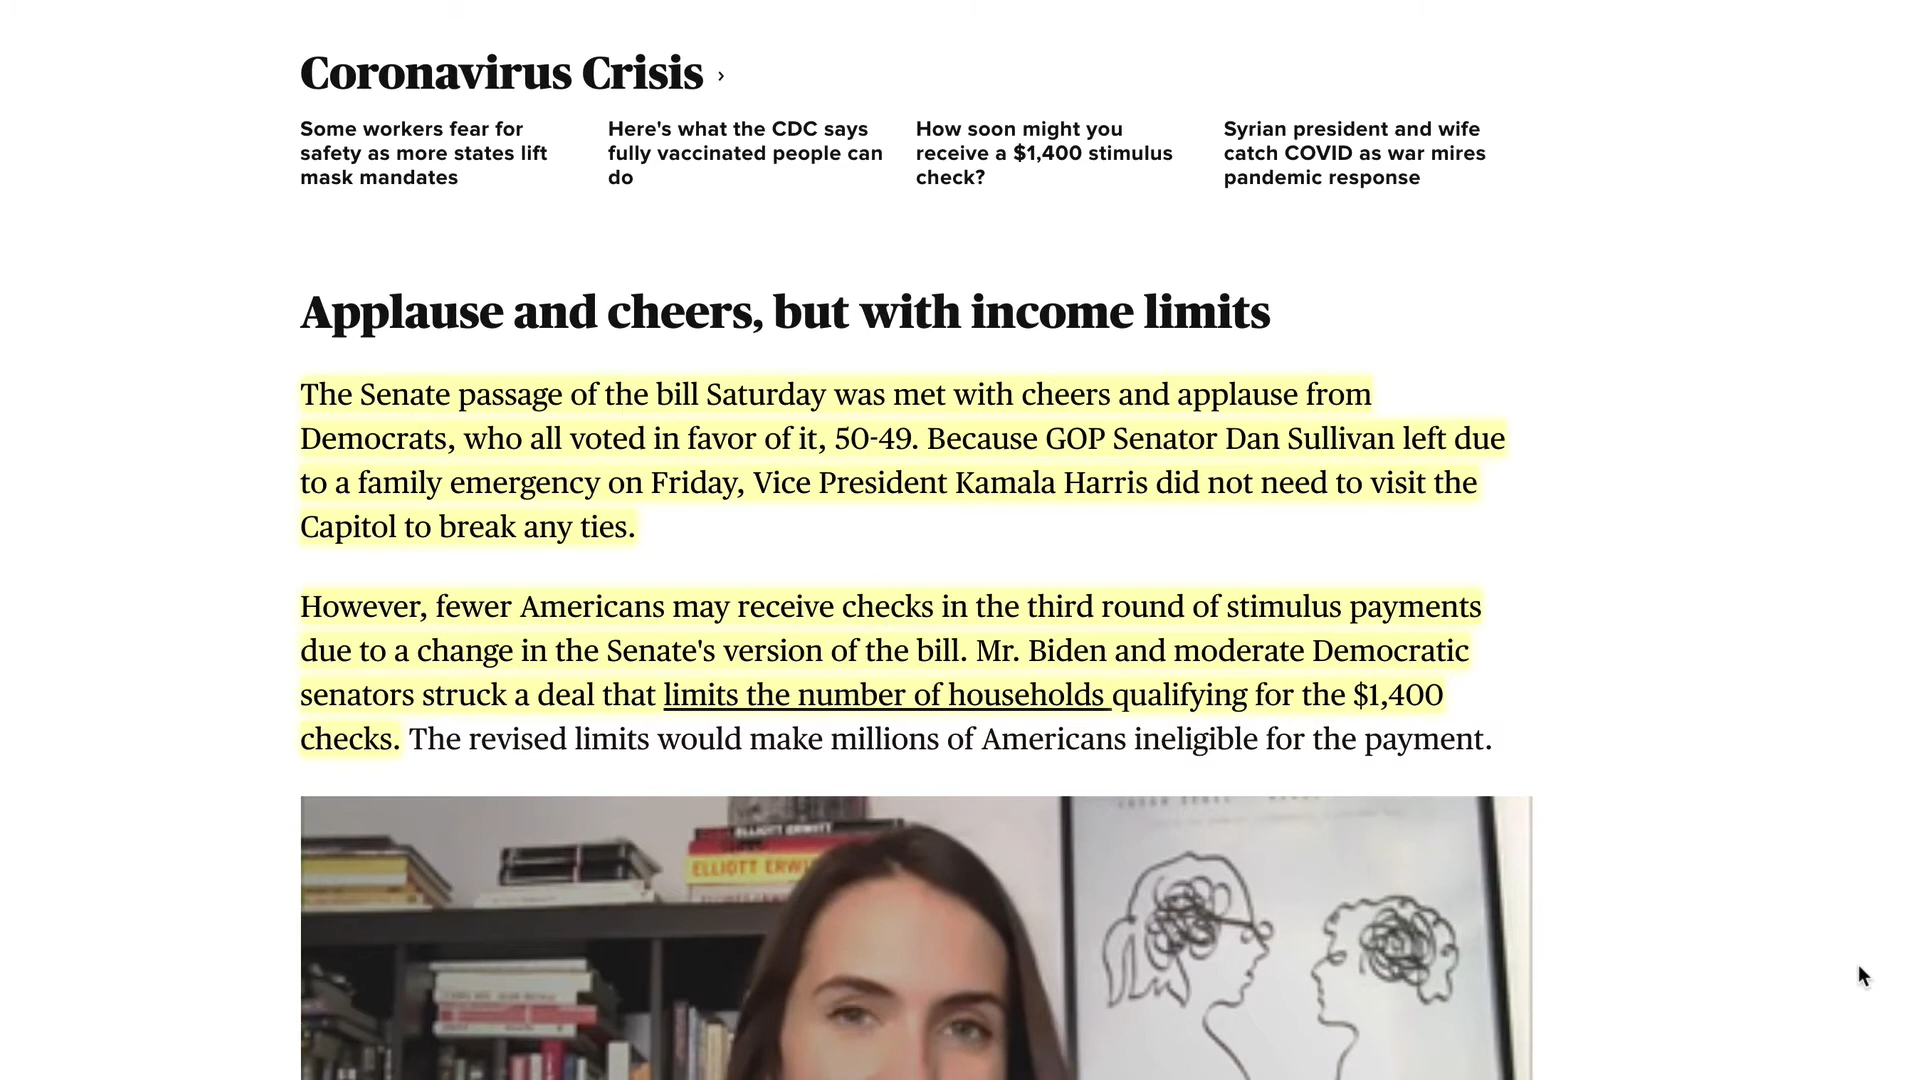 Coronavirus Crisis ›
Some workers fear for
safety as more states lift
mask mandates
Here's what the CDC says
fully vaccinated people can
do
How soon might you
receive a $1,400 stimulus
check?
Syrian president and wife
catch COVID as war mires
pandemic response
Applause and cheers, but with income limits
The Senate passage of the bill Saturday was met with cheers and applause from
Democrats, who all voted in favor of it, 50-49. Because GOP Senator Dan Sullivan left due
to a family emergency on Friday, Vice President Kamala Harris did not need to visit the
Capitol to break any ties.
However, fewer Americans may receive checks in the third round of stimulus payments
due to a change in the Senate's version of the bill. Mr. Biden and moderate Democratic
senators struck a deal that limits the number of households qualifying for the $1,400
checks. The revised limits would make millions of Americans ineligible for the payment.
ELLIOTT ERWITT
ELLIOTT ERW